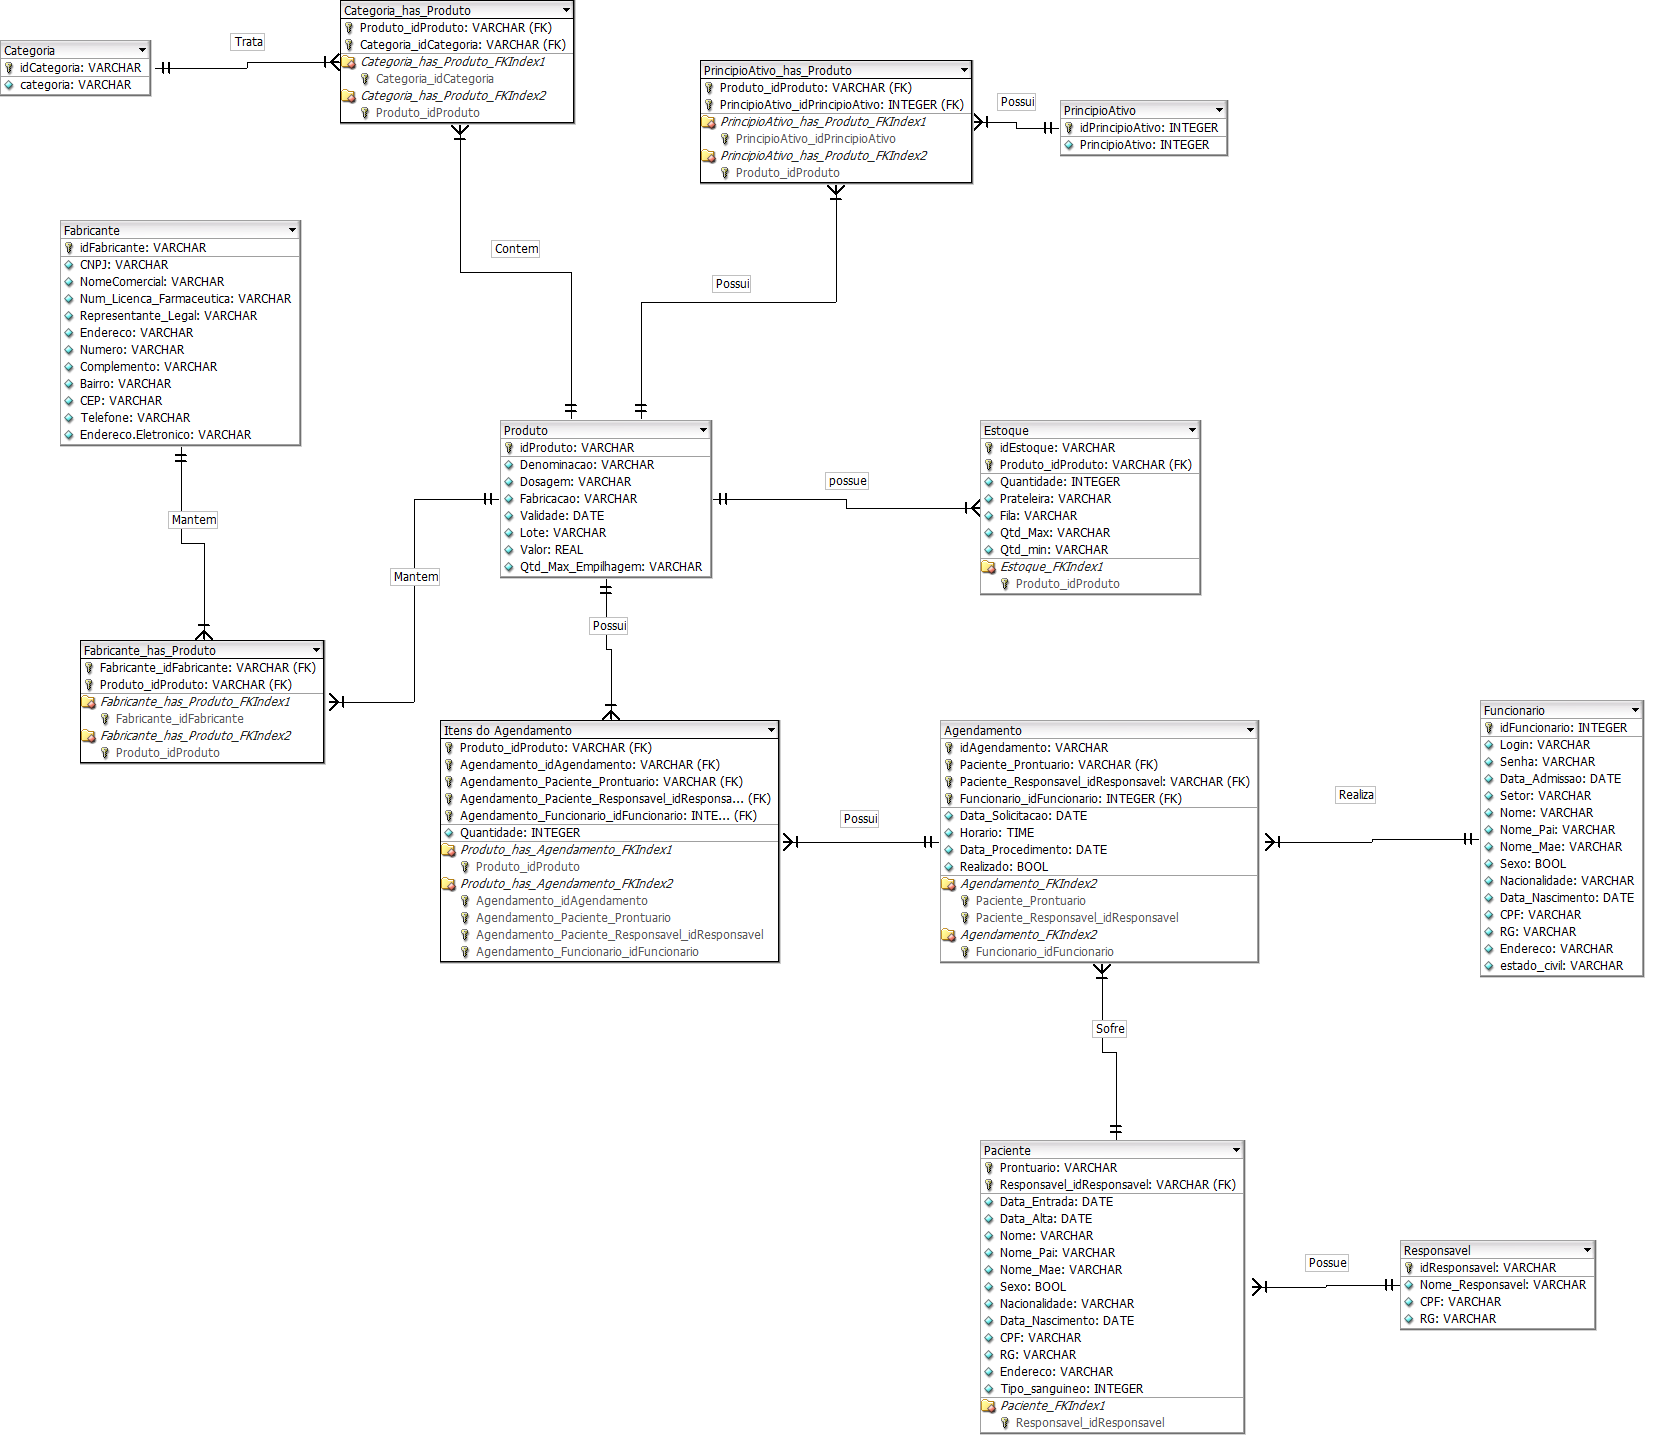 Categoria
idCategoria: VARCHAR
categoria: VARCHAR
Trata
Categoria_has_Produto
Produto_idProduto: VARCHAR (FK)
Categoria_idCategoria: VARCHAR (FK)
Categoria_has_Produto_FKIndex1
Categoria_idCategoria
Categoria_has_Produto_FKIndex2
Produto_idProduto
PrincipioAtivo_has_Produto
Produto_idProduto: VARCHAR (FK)
PrincipioAtivo_idPrincipioAtivo: INTEGER (FK)
PrincipioAtivo_has_Produto_FKIndex1
PrincipioAtivo_idPrincipioAtivo
PrincipioAtivo_has_Produto_FKIndex2
Produto_idProduto
Possui
PrincipioAtivo
idPrincipioAtivo: INTEGER
PrincipioAtivo: INTEGER
Fabricante
idFabricante: VARCHAR
CNPJ: VARCHAR
NomeComercial: VARCHAR
Num_Licenca_Farmaceutica: VARCHAR
Representante_Legal: VARCHAR
Endereco: VARCHAR
Numero: VARCHAR
Complemento: VARCHAR
Bairro: VARCHAR
CEP: VARCHAR
Telefone: VARCHAR
Endereco.Eletronico: VARCHAR
Contem
Possui
Produto
idProduto: VARCHAR
Denominacao: VARCHAR
Dosagem: VARCHAR
Fabricacao: VARCHAR
Validade: DATE
Lote: VARCHAR
Valor: REAL
Qtd_Max_Empilhagem: VARCHAR
possue
Estoque
idEstoque: VARCHAR
Produto_idProduto: VARCHAR (FK)
Quantidade: INTEGER
Prateleira: VARCHAR
Fila: VARCHAR
Qtd_Max: VARCHAR
Qtd_min: VARCHAR
Estoque_FKIndex1
Produto_idProduto
Mantem
Mantem
Possui
Fabricante_has_Produto
Fabricante_idFabricante: VARCHAR (FK)
Produto_idProduto: VARCHAR (FK)
Fabricante_has_Produto_FKIndex1
Fabricante_idFabricante
Fabricante_has_Produto_FKIndex2
Produto_idProduto
Itens do Agendamento
Produto_idProduto: VARCHAR (FK)
Agendamento_idAgendamento: VARCHAR (FK)
Agendamento_Paciente_Prontuario: VARCHAR (FK)
Agendamento_Paciente_Responsavel_idResponsa... (FK)
Agendamento_Funcionario_idFuncionario: INTE... (FK)
Quantidade: INTEGER
Produto_has_Agendamento_FKIndex1
Produto_idProduto
Produto_has_Agendamento_FKIndex2
Agendamento_idAgendamento
Agendamento_Paciente_Prontuario
Agendamento_Paciente_Responsavel_idResponsavel
Agendamento_Funcionario_idFuncionario
Possui
Agendamento
idAgendamento: VARCHAR
Paciente_Prontuario: VARCHAR (FK)
Paciente_Responsavel_idResponsavel: VARCHAR (FK)
Funcionario_idFuncionario: INTEGER (FK)
Data_Solicitacao: DATE
Horario: TIME
Data_Procedimento: DATE
Realizado: BOOL
Agendamento_FKIndex2
Paciente_Prontuario
Paciente_Responsavel_idResponsavel
Agendamento_FKIndex2
Funcionario_idFuncionario
Realiza
Funcionario
idFuncionario: INTEGER
Login: VARCHAR
Senha: VARCHAR
Data_Admissao: DATE
Setor: VARCHAR
Nome: VARCHAR
Nome_Pai: VARCHAR
Nome_Mae: VARCHAR
Sexo: BOOL
Nacionalidade: VARCHAR
Data_Nascimento: DATE
CPF: VARCHAR
RG: VARCHAR
Endereco: VARCHAR
estado_civil: VARCHAR
Sofre
Paciente
Prontuario: VARCHAR
Responsavel_idResponsavel: VARCHAR (FK)
Data_Entrada: DATE
Data_Alta: DATE
Nome: VARCHAR
Nome_Pai: VARCHAR
Nome_Mae: VARCHAR
Sexo: BOOL
Nacionalidade: VARCHAR
Data_Nascimento: DATE
CPF: VARCHAR
RG: VARCHAR
Endereco: VARCHAR
Tipo_sanguineo: INTEGER
Paciente_FKIndex1
Responsavel_idResponsavel
Possue
Responsavel
idResponsavel: VARCHAR
Nome_Responsavel: VARCHAR
CPF: VARCHAR
RG: VARCHAR